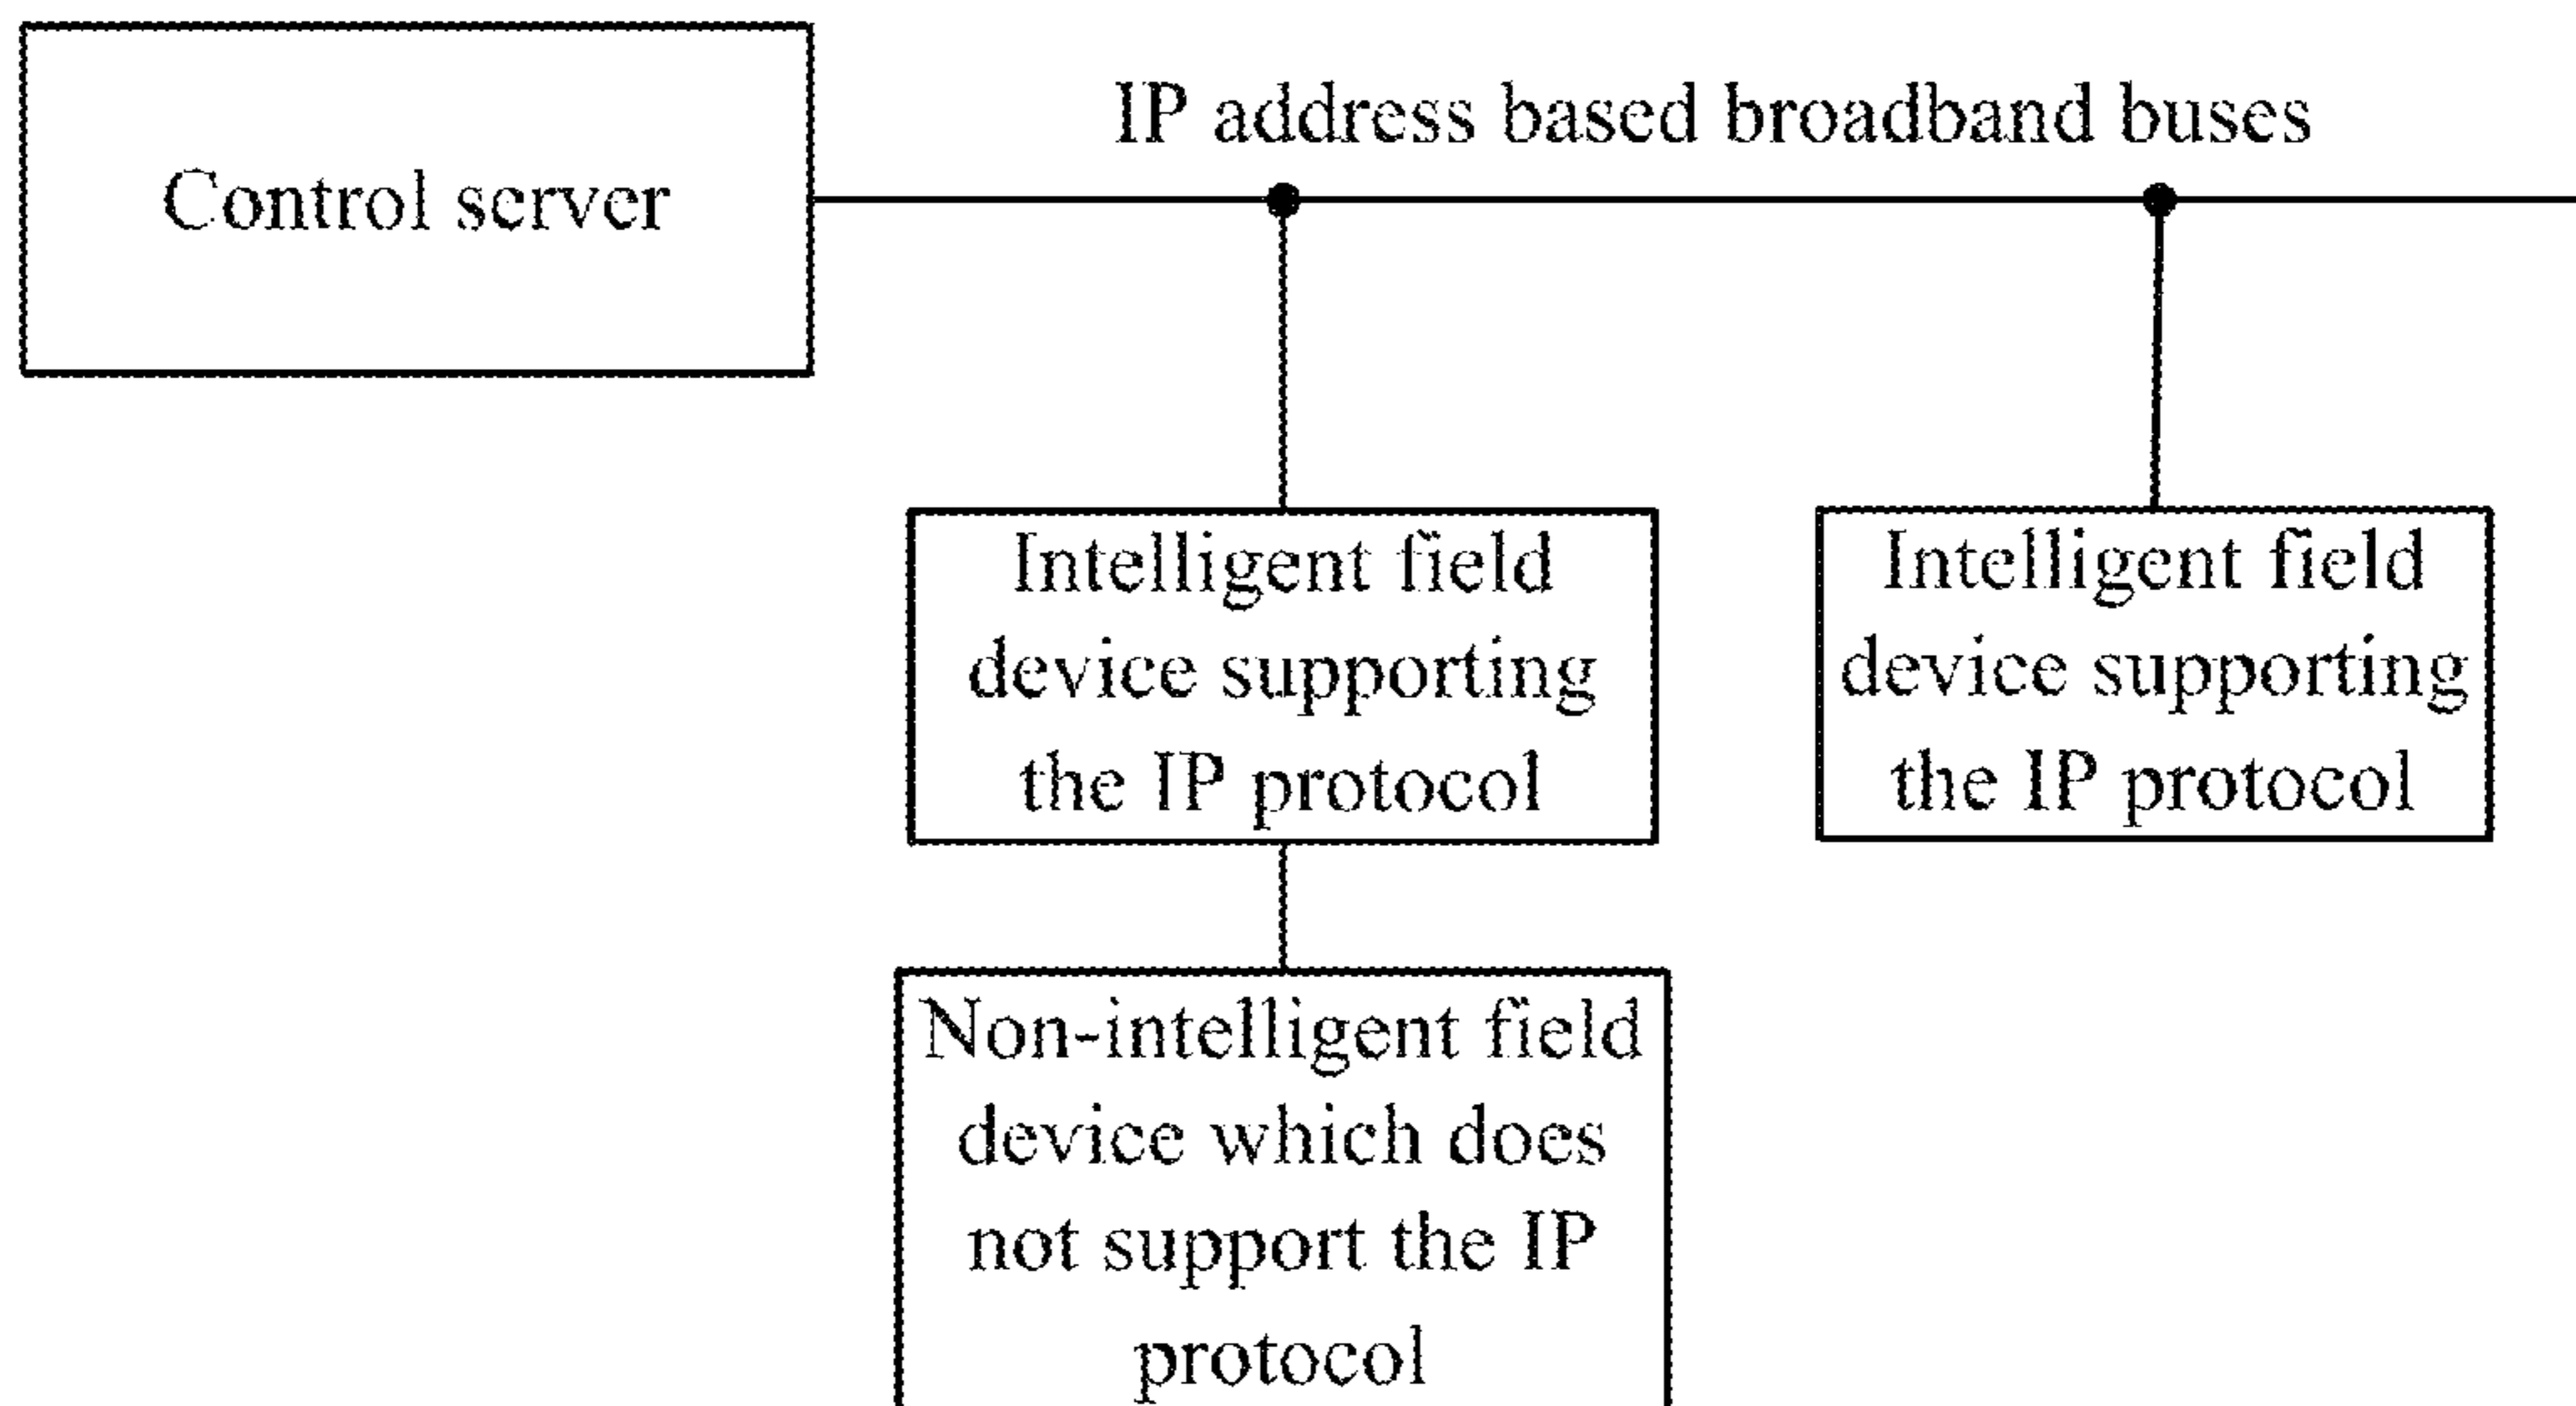 IP address based broadband buses
Control server
Intelligent field
device supporting
the IP protocol
Intelligent field
device supporting
the IP protocol
Non-intelligent field
device which does
not support the IP
protocol